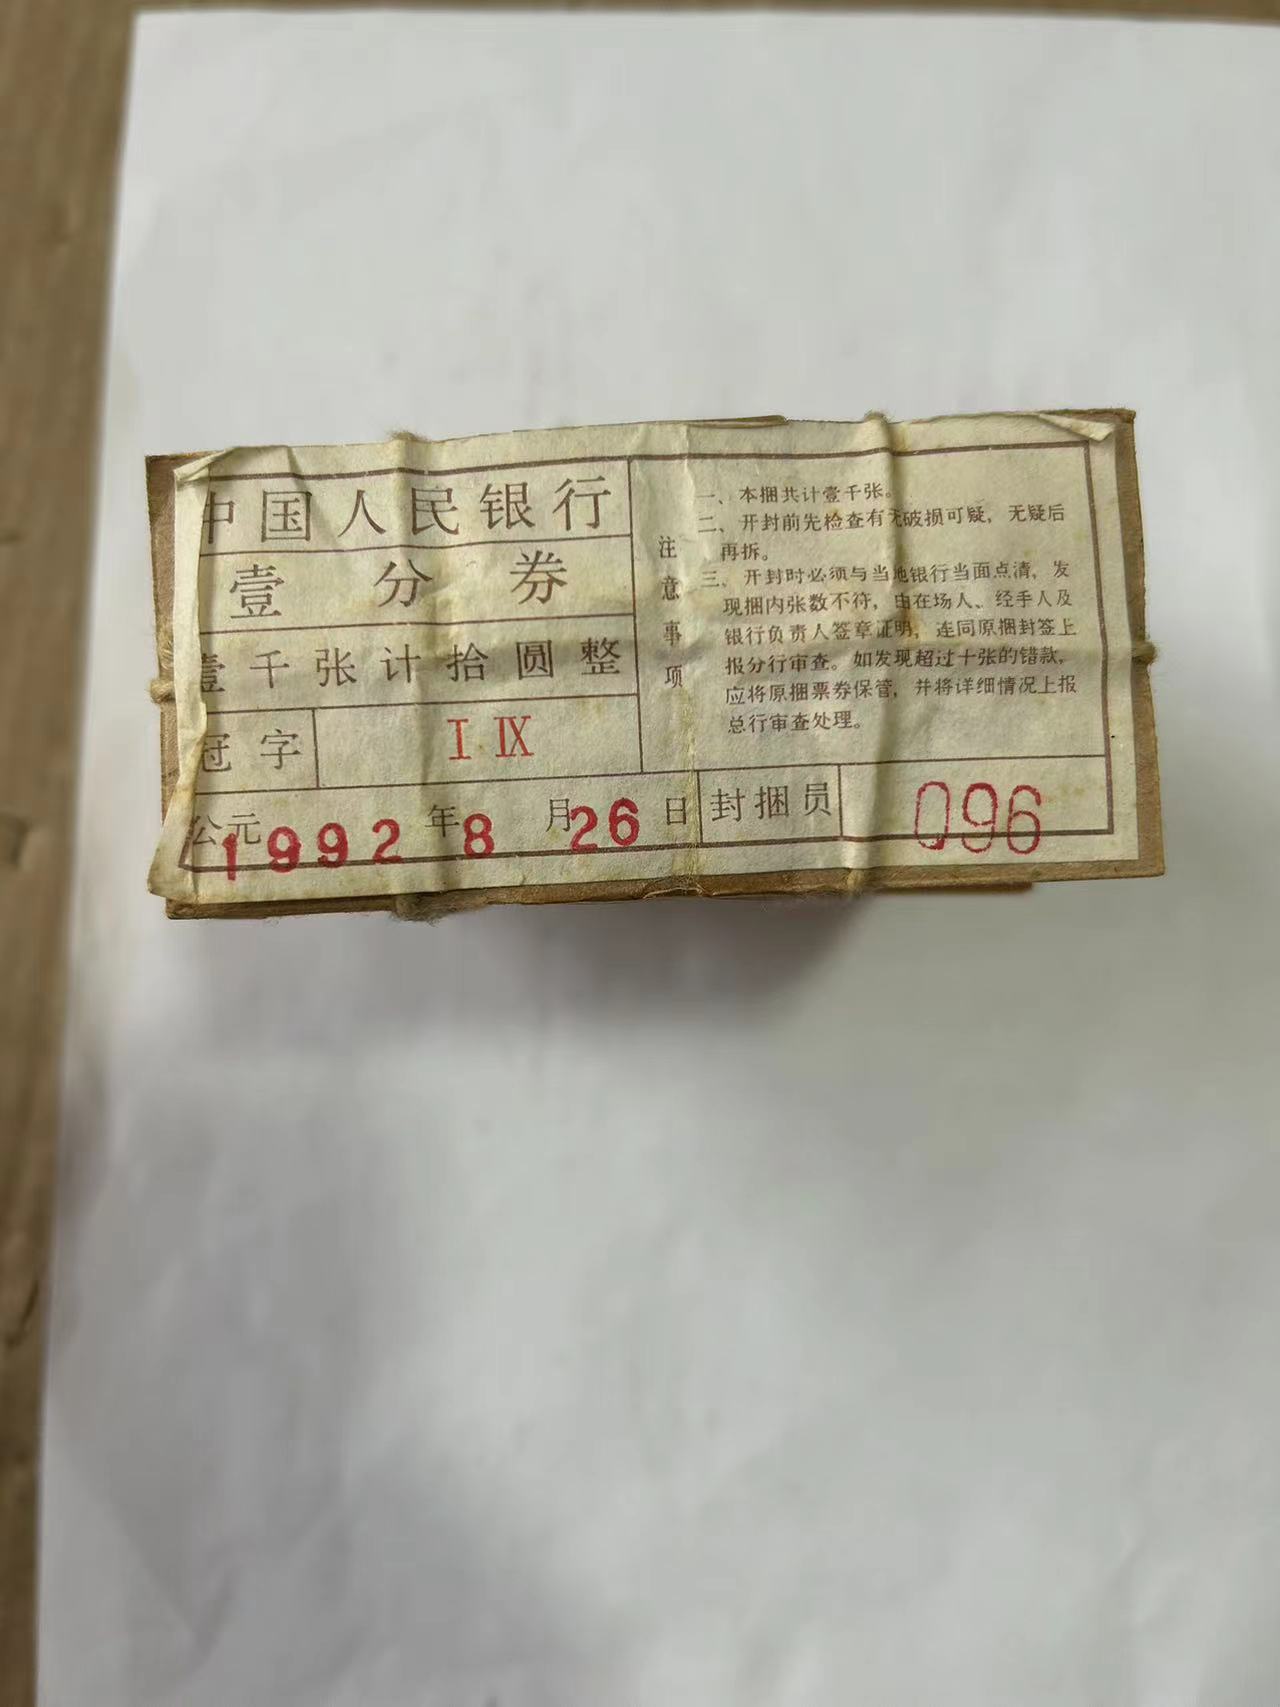 中国人民银行
壹分券
壹千张计拾圆整
冠字 I IX
公元1992年8月26日
封捆员 096
注意事项
一、本捆共计壹千张。
二、开封前先检查有无破损可疑，无疑后
再拆。
三、开封时必须与当地银行当面点清，发
现捆内张数不符，由在场人、经手人及
银行负责人签章证明，连同原捆封签上
报分行审查。如发现超过十张的错款，
应将原捆票券保管，并将详细情况上报
总行审查处理。